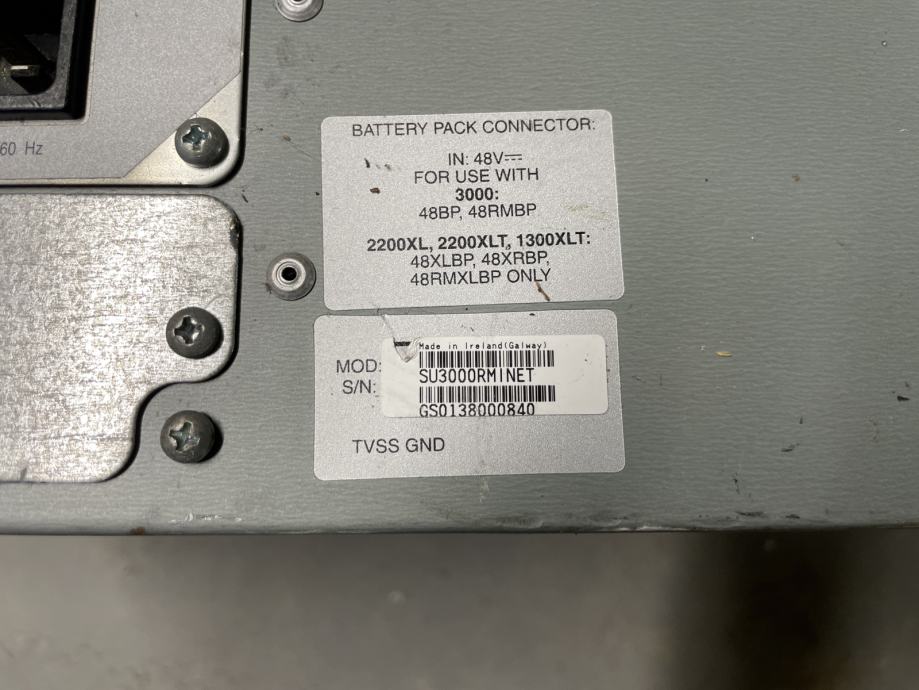 60 Hz
BATTERY PACK CONNECTOR:
IN: 48V⎓
FOR USE WITH
3000:
48BP, 48RMBP
2200XL, 2200XLT, 1300XLT:
48XLBP, 48XRBP,
48RMXLBP ONLY
Made in Ireland(Galway)
MOD:
SU3000RMINET
S/N:
GS0138000840
TVSS GND